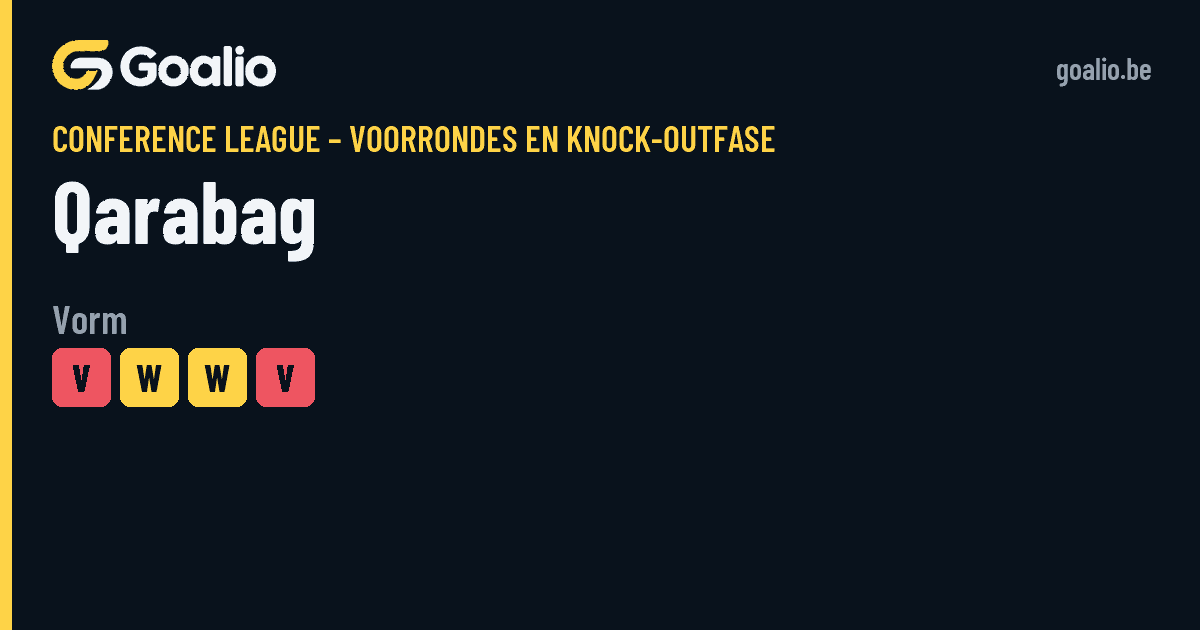 Goalio
goalio.be
CONFERENCE LEAGUE – VOORRONDES EN KNOCK-OUTFASE
Qarabag
Vorm
V W W V